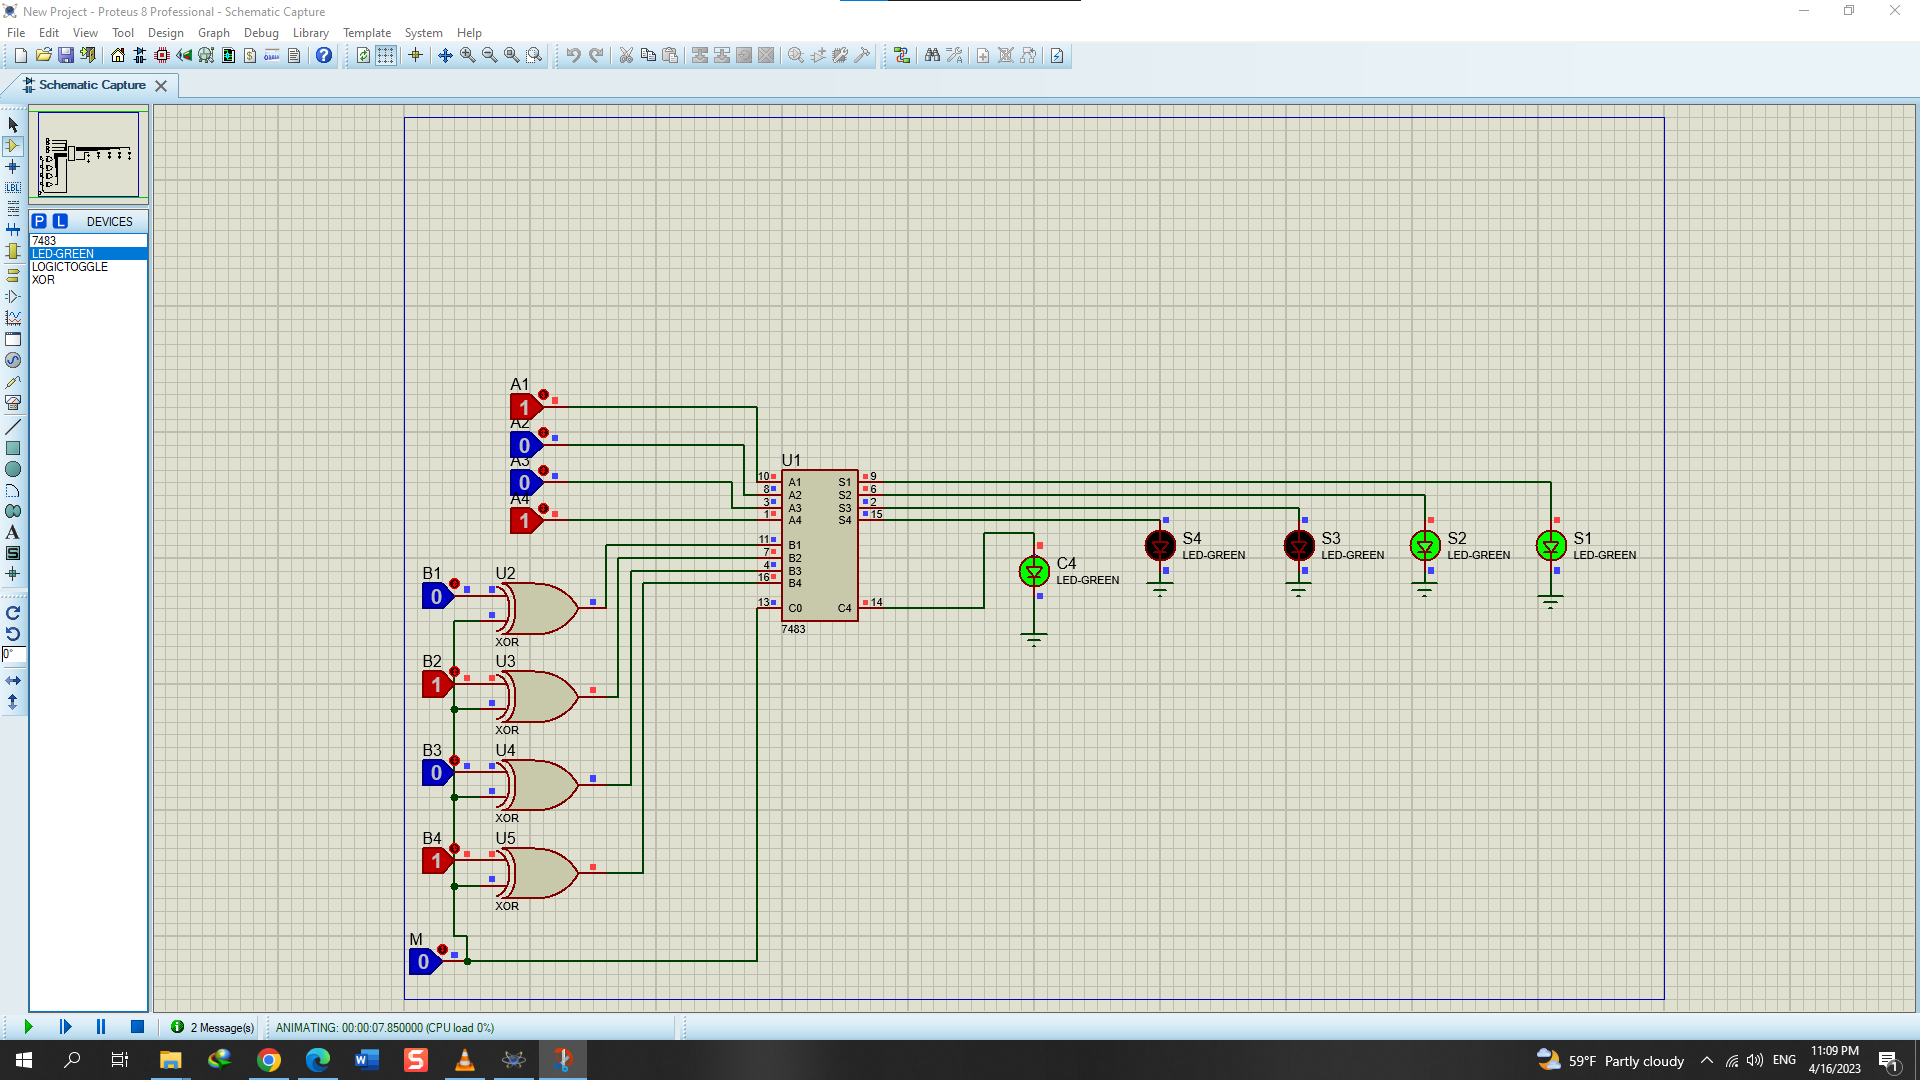 New Project - Proteus 8 Professional - Schematic Capture
File Edit View Tool Design Graph Debug Library Template System Help
Schematic Capture
P L DEVICES
7483
LED-GREEN
LOGICTOGGLE
XOR
LBL
A
S
0°
A1
1
A2
0
A3
0
A4
1
U1
10 A1 S1 9
8 A2 S2 6
3 A3 S3 2
1 A4 S4 15
11 B1
7 B2
4 B3
16 B4
13 C0 C4 14
7483
C4
LED-GREEN
S4
LED-GREEN
S3
LED-GREEN
S2
LED-GREEN
S1
LED-GREEN
B1 U2
0
XOR
B2 U3
1
XOR
B3 U4
0
XOR
B4 U5
1
XOR
M
0
2 Message(s) ANIMATING: 00:00:07.850000 (CPU load 0%)
59°F Partly cloudy ENG 11:09 PM
4/16/2023
1